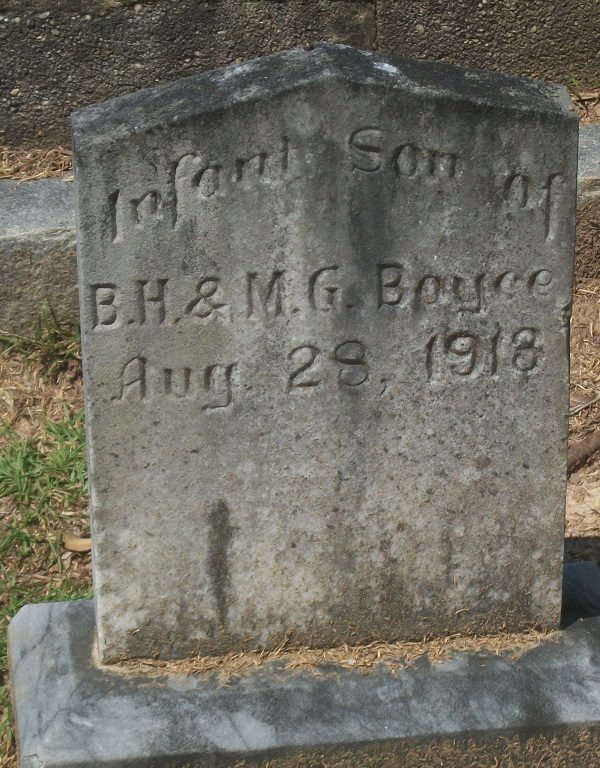 Infant Son of
B.H. & M.G. Boyce
Aug 28, 1918